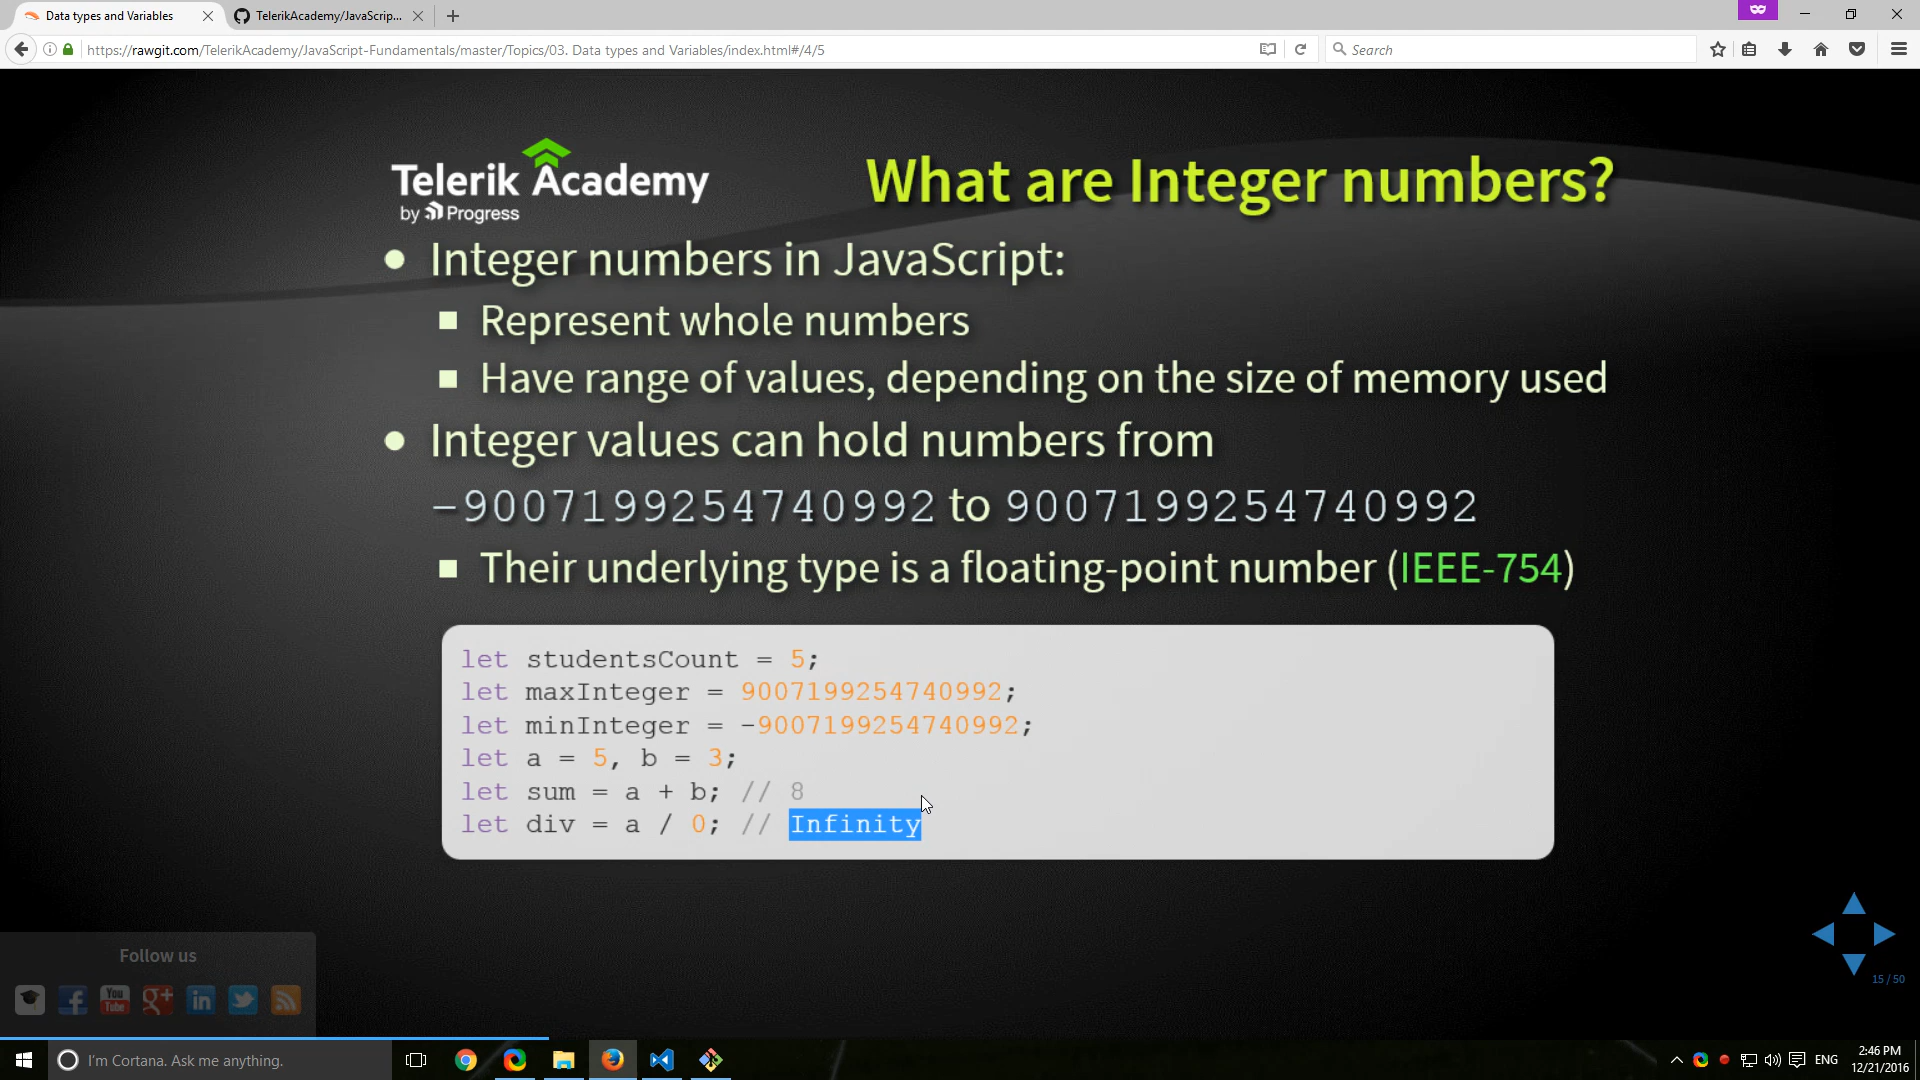 Data types and Variables
TelerikAcademy/JavaScrip...
https://rawgit.com/TelerikAcademy/JavaScript-Fundamentals/master/Topics/03. Data types and Variables/index.html#/4/5
Search
Telerik Academy
by Progress
What are Integer numbers?
Integer numbers in JavaScript:
Represent whole numbers
Have range of values, depending on the size of memory used
Integer values can hold numbers from
-9007199254740992 to 9007199254740992
Their underlying type is a floating-point number (IEEE-754)
let studentsCount = 5;
let maxInteger = 9007199254740992;
let minInteger = -9007199254740992;
let a = 5, b = 3;
let sum = a + b; // 8
let div = a / 0; // Infinity
Follow us
You
Tube
g+
in
15 / 50
I'm Cortana. Ask me anything.
ENG
2:46 PM
12/21/2016